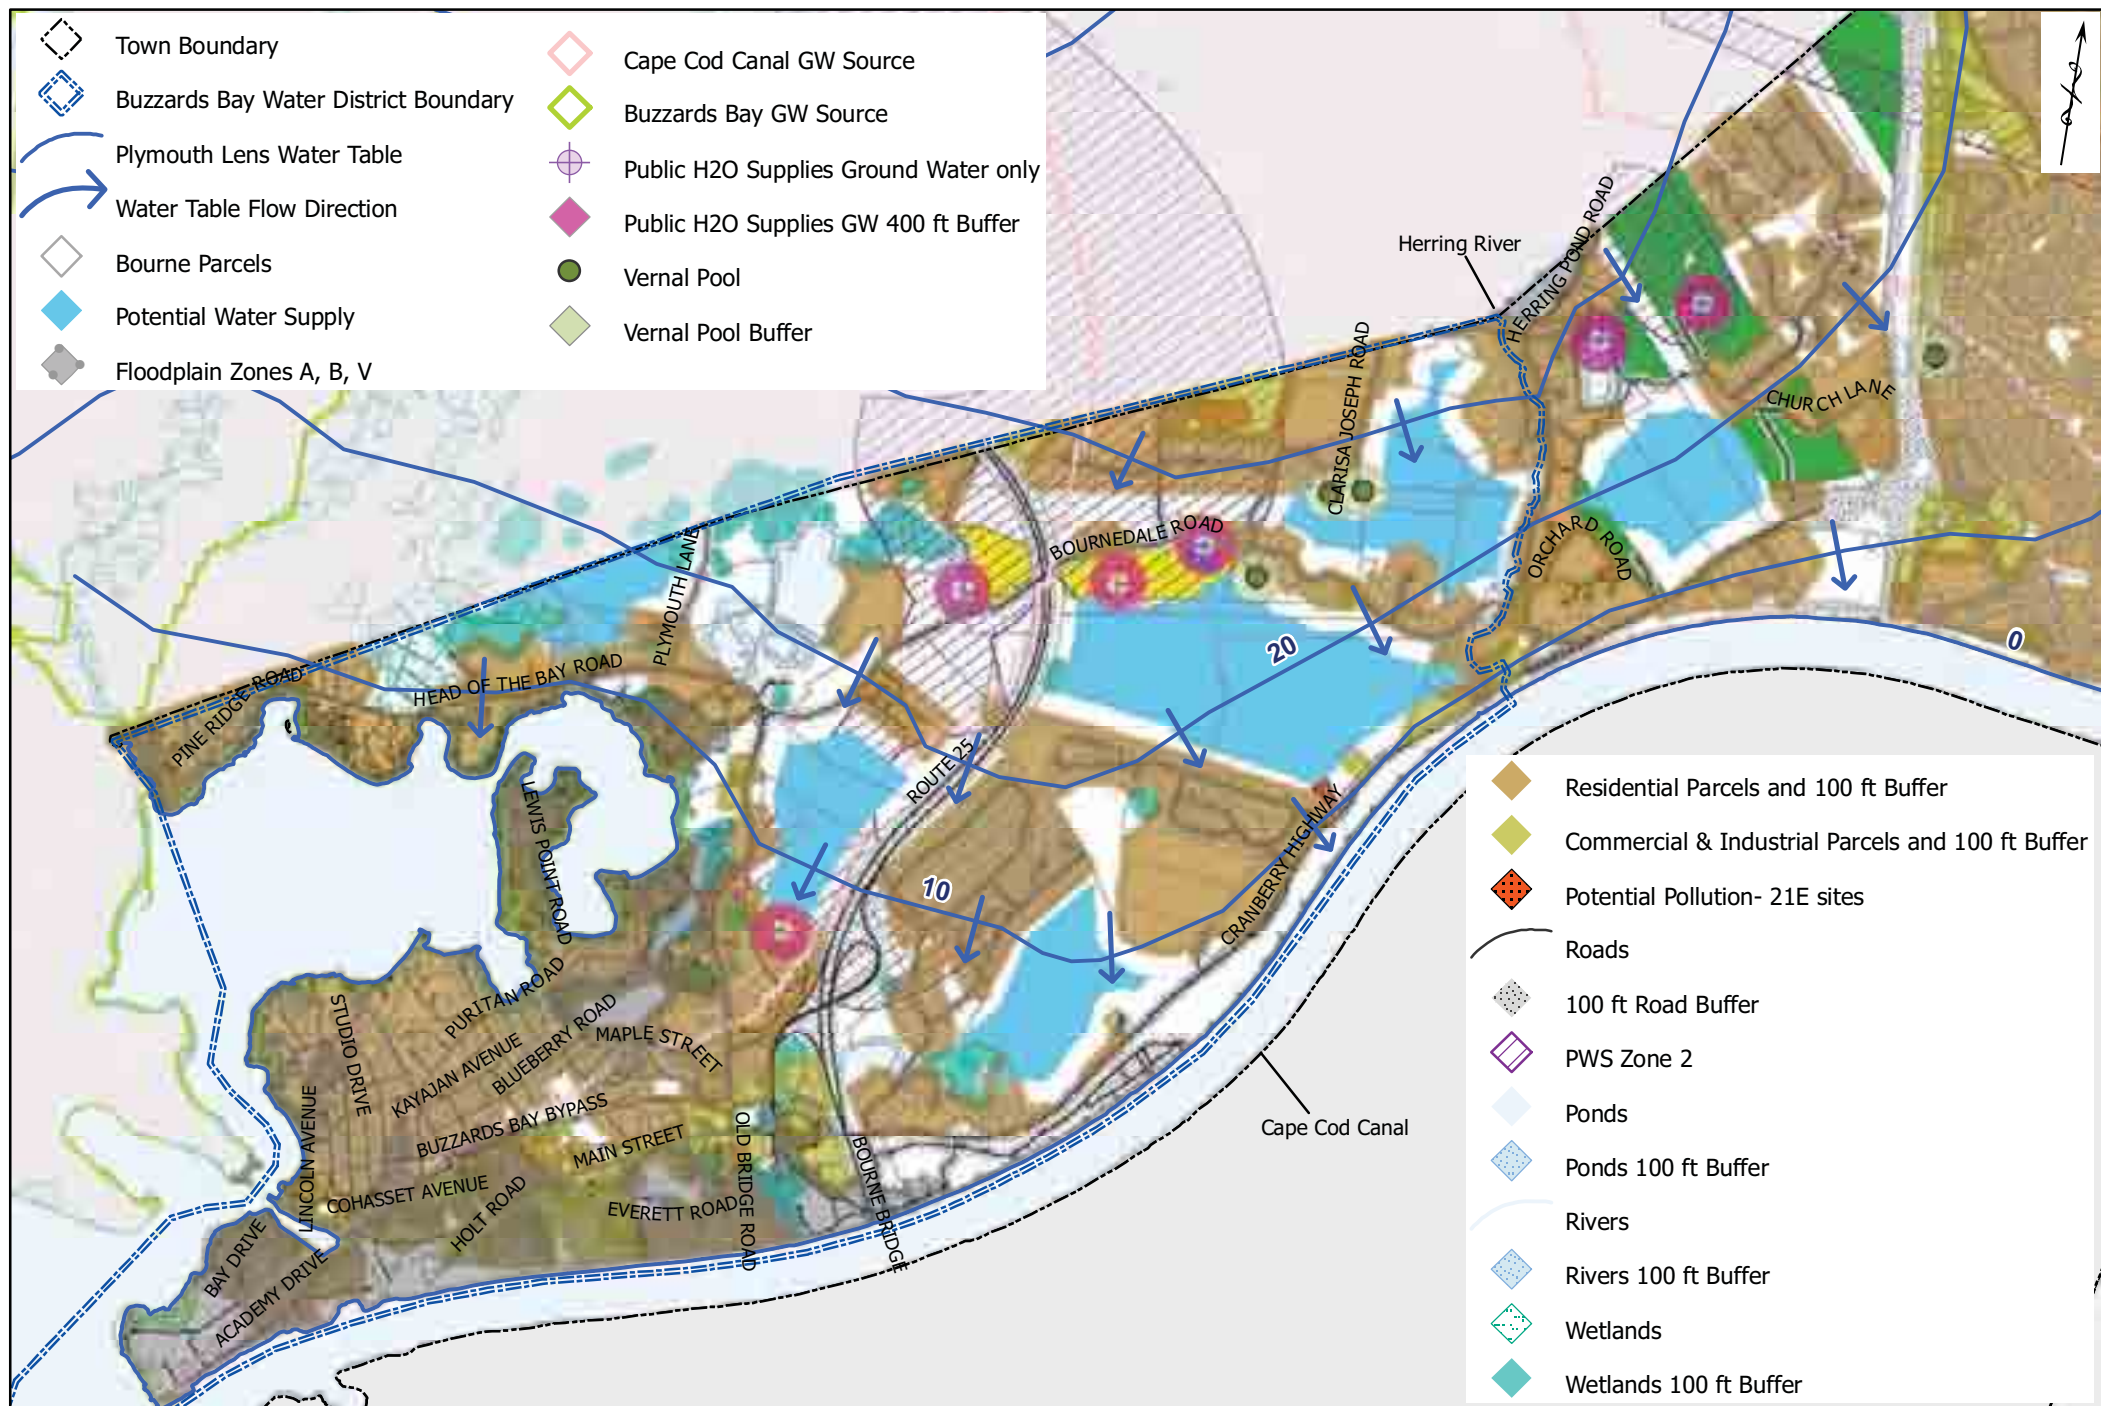 Town Boundary
Buzzards Bay Water District Boundary
Plymouth Lens Water Table
Water Table Flow Direction
Bourne Parcels
Potential Water Supply
Floodplain Zones A, B, V
Cape Cod Canal GW Source
Buzzards Bay GW Source
Public H2O Supplies Ground Water only
Public H2O Supplies GW 400 ft Buffer
Vernal Pool
Vernal Pool Buffer
N
Herring River
HERRING POND ROAD
CLARISA JOSEPH ROAD
CHURCH LANE
BOURNEDALE ROAD
ORCHARD ROAD
PLYMOUTH LANE
HEAD OF THE BAY ROAD
PINE RIDGE ROAD
20
0
ROUTE 25
LEWIS POINT ROAD
10
CRANBERRY HIGHWAY
PURITAN ROAD
STUDIO DRIVE
BLUEBERRY ROAD
KAYAJAN AVENUE
MAPLE STREET
BUZZARDS BAY BYPASS
MAIN STREET
LINCOLN AVENUE
COHASSET AVENUE
HOLT ROAD
EVERETT ROAD
OLD BRIDGE ROAD
BOURNE BRIDGE
BAY DRIVE
ACADEMY DRIVE
Cape Cod Canal
Residential Parcels and 100 ft Buffer
Commercial & Industrial Parcels and 100 ft Buffer
Potential Pollution- 21E sites
Roads
100 ft Road Buffer
PWS Zone 2
Ponds
Ponds 100 ft Buffer
Rivers
Rivers 100 ft Buffer
Wetlands
Wetlands 100 ft Buffer